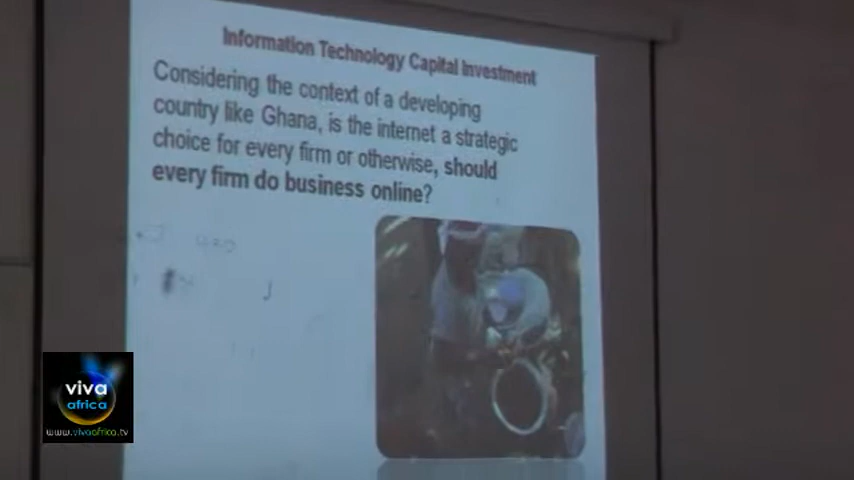 Information Technology Capital Investment
Considering the context of a developing
country like Ghana, is the internet a strategic
choice for every firm or otherwise, should
every firm do business online?
viva
africa
www.vivaafrica.tv